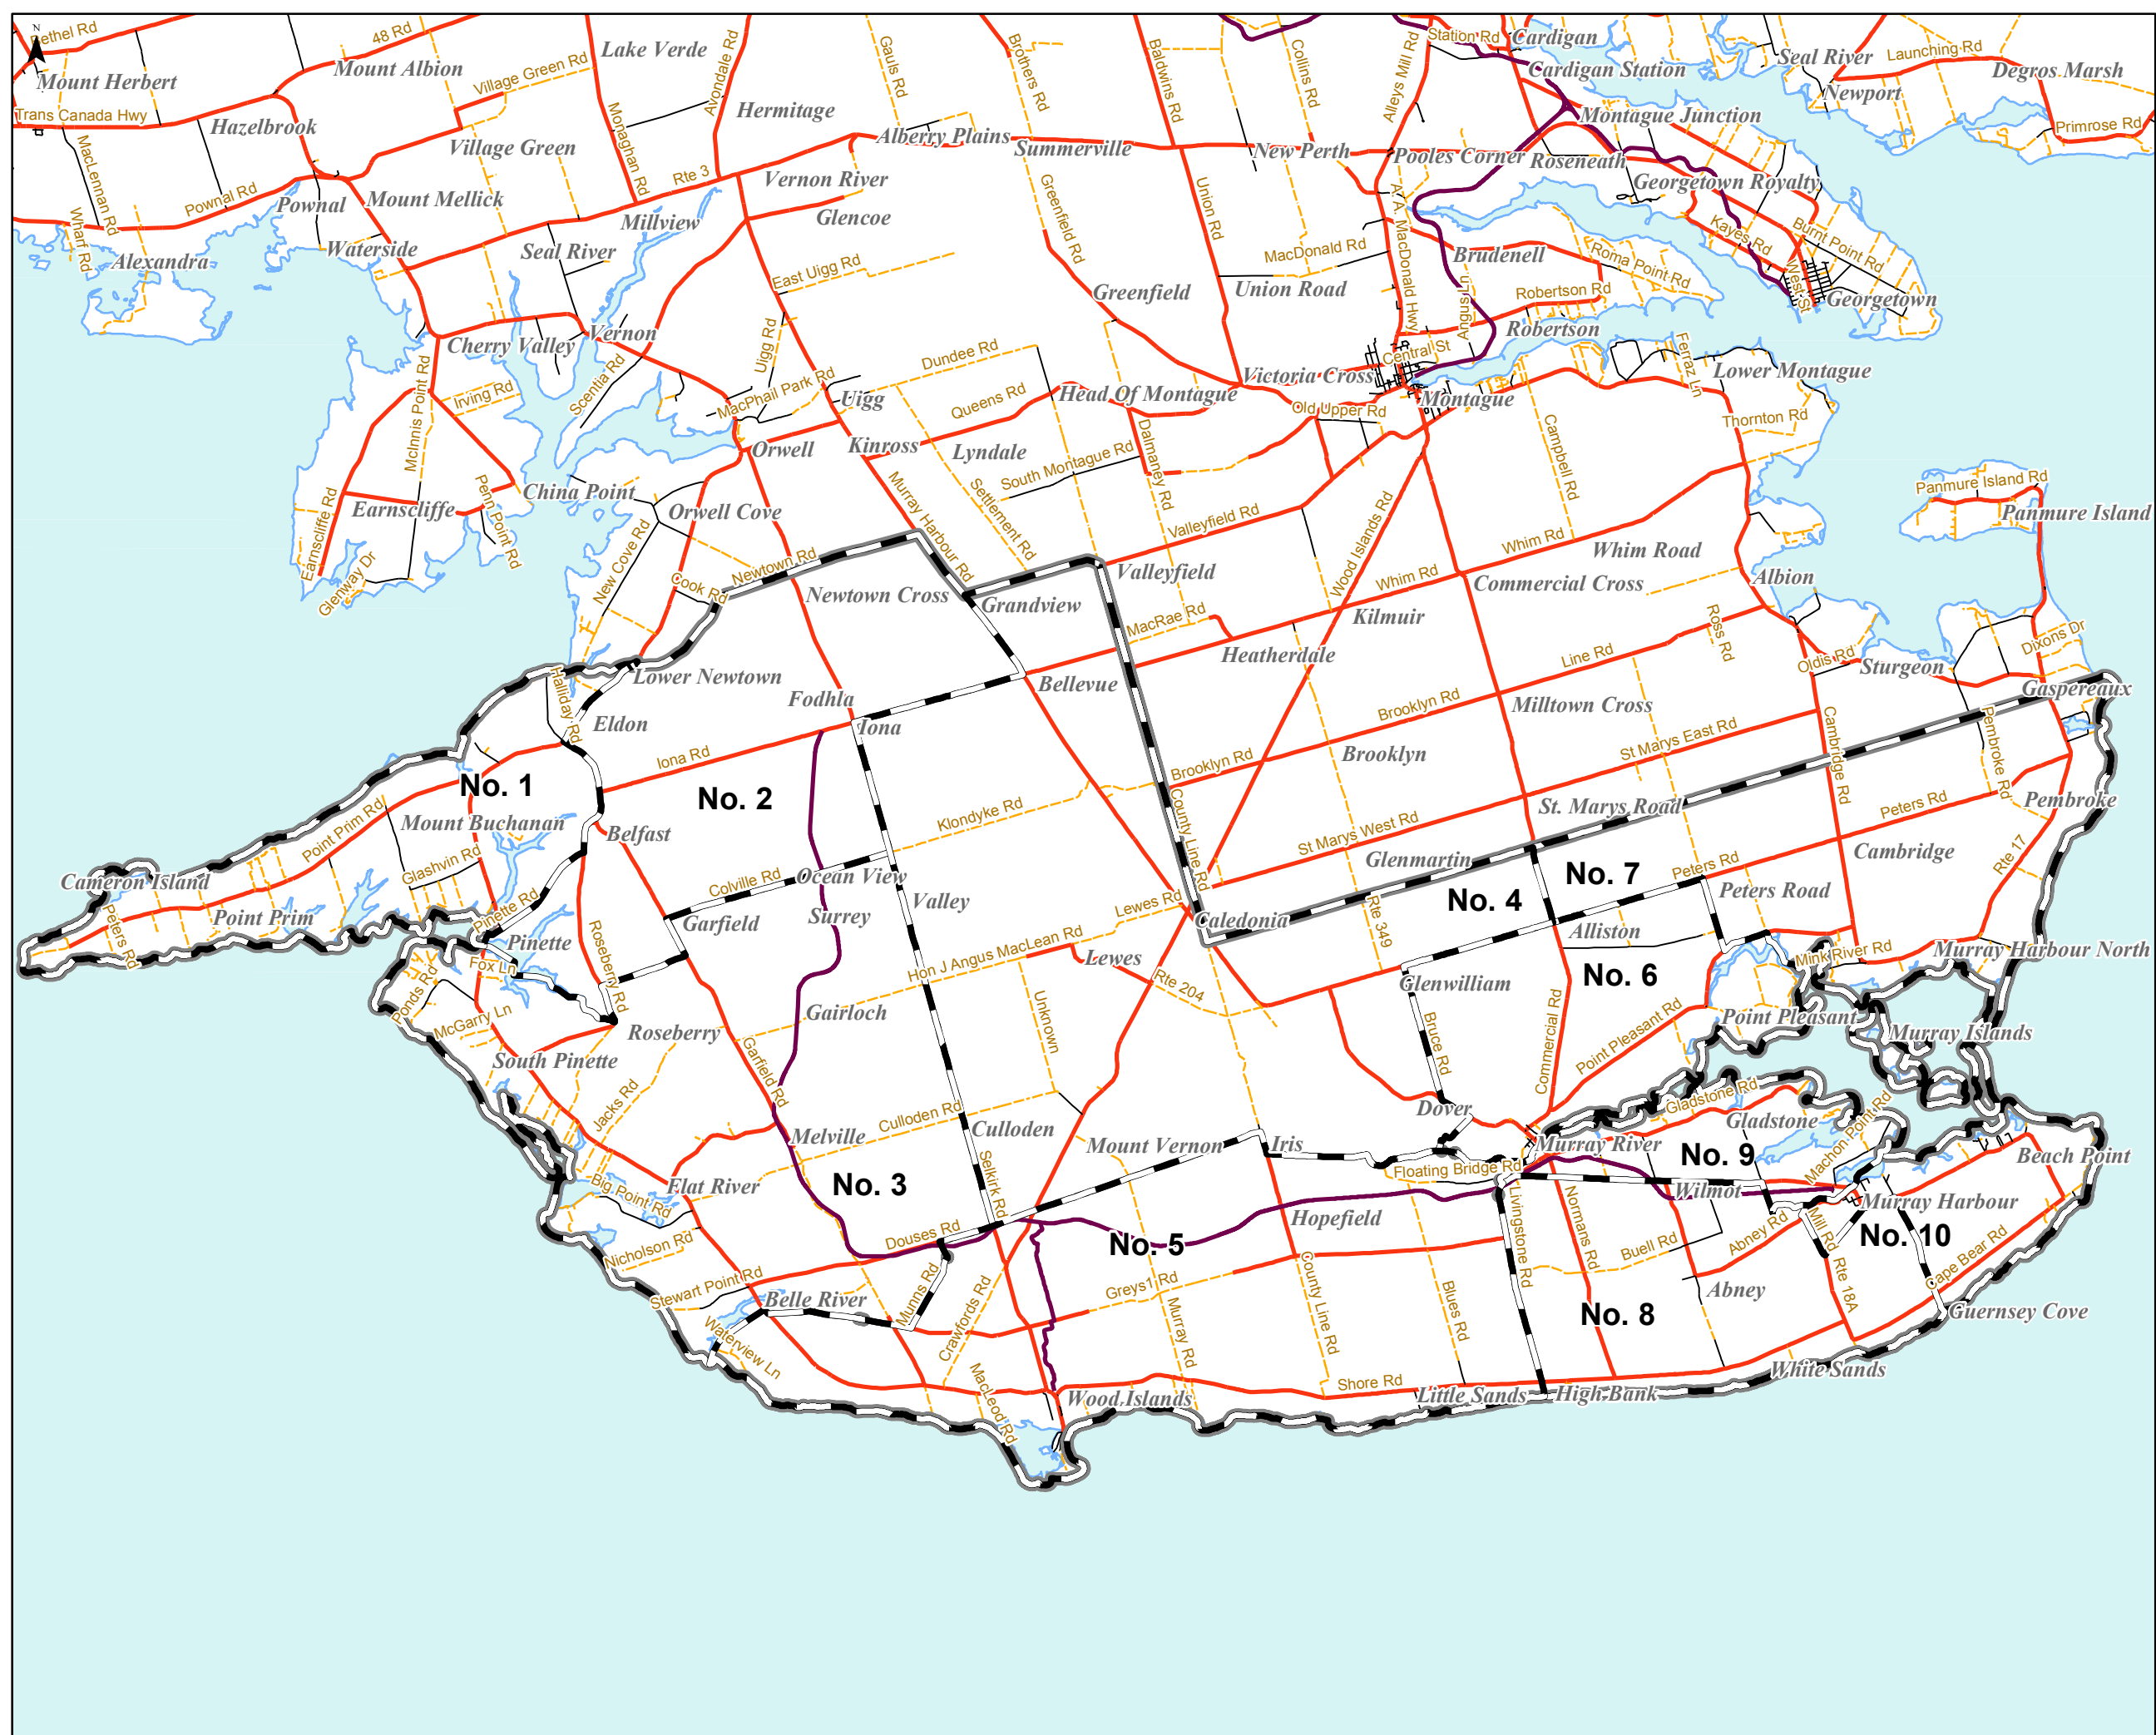 N
Bethel Rd
48 Rd
Lake Verde
Avondale Rd
Gauls Rd
Brothers Rd
Baldwins Rd
Collins Rd
Alleys Mill Rd
Station Rd
Cardigan
Cardigan Station
Seal River
Launching Rd
Degros Marsh
Newport
Primrose Rd
Mount Herbert
Mount Albion
Village Green Rd
Trans Canada Hwy
Hazelbrook
Monaghan Rd
Hermitage
Alberry Plains
Summerville
New Perth
Pooles Corner
Roseneath
Montague Junction
Georgetown Royalty
MacLennan Rd
Village Green
Rte 3
Vernon River
Glencoe
Pownal Rd
Pownal
Mount Mellick
Millview
Wharf Rd
Alexandra
Waterside
Seal River
East Uigg Rd
Greenfield Rd
Union Rd
MacDonald Rd
A. A. MacDonald Hwy
Brudenell
Roma Point Rd
Kayes Rd
Burnt Point Rd
West St
Georgetown
Greenfield
Union Road
Angus Ln
Robertson Rd
Robertson
Cherry Valley
Vernon
Uigg Rd
Dundee Rd
Central St
Ferraz Ln
Lower Montague
McInnis Point Rd
Irving Rd
Scentia Rd
MacPhail Park Rd
Uigg
Queens Rd
Head Of Montague
Victoria Cross
Old Upper Rd
Montague
Thornton Rd
Orwell
Kinross
Lyndale
South Montague Rd
Dalmaney Rd
Campbell Rd
Earnscliffe Rd
Earnscliffe
Penn Point Rd
China Point
Orwell Cove
Murray Harbour Rd
Settlement Rd
Valleyfield Rd
Wood Islands Rd
Whim Rd
Whim Road
Panmure Island Rd
Panmure Island
Glenway Dr
New Cove Rd
Cook Rd
Newtown Rd
Newtown Cross
Grandview
Valleyfield
Whim Rd
Commercial Cross
Albion
MacRae Rd
Kilmuir
Heatherdale
Line Rd
Ross Rd
Oldis Rd
Sturgeon
Dixons Dr
Halliday Rd
Lower Newtown
Fodhla
Bellevue
Gaspereaux
Eldon
Iona
Brooklyn Rd
Milltown Cross
St Marys East Rd
Cambridge Rd
Pembroke Rd
Iona Rd
Brooklyn Rd
Brooklyn
No. 1
No. 2
St. Marys Road
Peters Rd
Pembroke
Point Prim Rd
Mount Buchanan
Belfast
Klondyke Rd
County Line Rd
St Marys West Rd
Glenmartin
Cambridge
Rte 17
Cameron Island
Glashvin Rd
Colville Rd
Ocean View
No. 7
Peters Rd
Peters Road
Peters Rd
Point Prim
Pinette Rd
Pinette
Garfield
Surrey
Valley
Lewes Rd
Caledonia
No. 4
Rte 349
Alliston
Fox Ln
Roseberry Rd
Hon J Angus MacLean Rd
Lewes
Rte 204
Glenwilliam
No. 6
Mink River Rd
Murray Harbour North
Ponds Rd
McGarry Ln
Roseberry
Gairloch
Unknown
Bruce Rd
Commercial Rd
Point Pleasant Rd
Point Pleasant
Murray Islands
South Pinette
Garfield Rd
Jacks Rd
Culloden Rd
Culloden
Dover
Gladstone Rd
Gladstone
Melville
Mount Vernon
Iris
Murray River
No. 9
Machon Point Rd
Beach Point
Floating Bridge Rd
Flat River
No. 3
Selkirk Rd
Wilmot
Murray Harbour
Big Point Rd
Hopefield
Livingstone Rd
Normans Rd
Mill Rd
No. 10
Nicholson Rd
Douses Rd
No. 5
Buell Rd
Abney Rd
Cape Bear Rd
Stewart Point Rd
Belle River
Munns Rd
Crawfords Rd
Greys1 Rd
County Line Rd
Blues Rd
Abney
Rte 18A
Guernsey Cove
No. 8
Waterview Ln
Murray Rd
White Sands
MacLeod Rd
Wood Islands
Shore Rd
Little Sands
High Bank